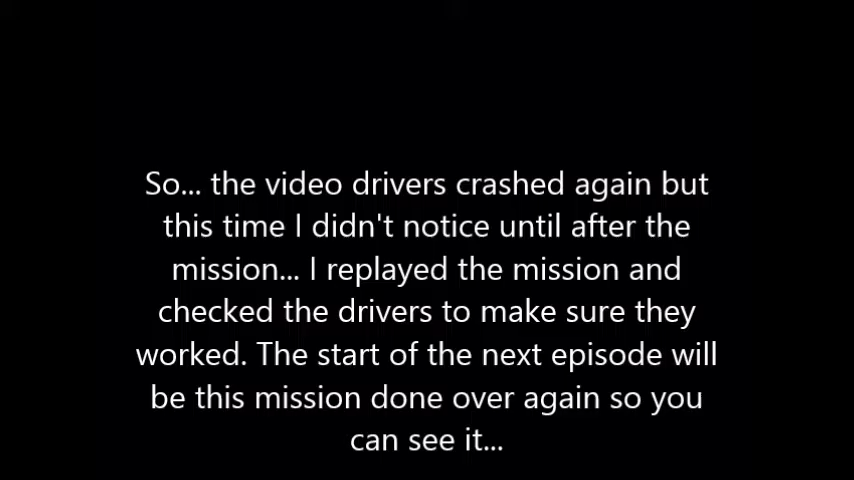 So... the video drivers crashed again but
this time I didn't notice until after the
mission... I replayed the mission and
checked the drivers to make sure they
worked. The start of the next episode will
be this mission done over again so you
can see it...